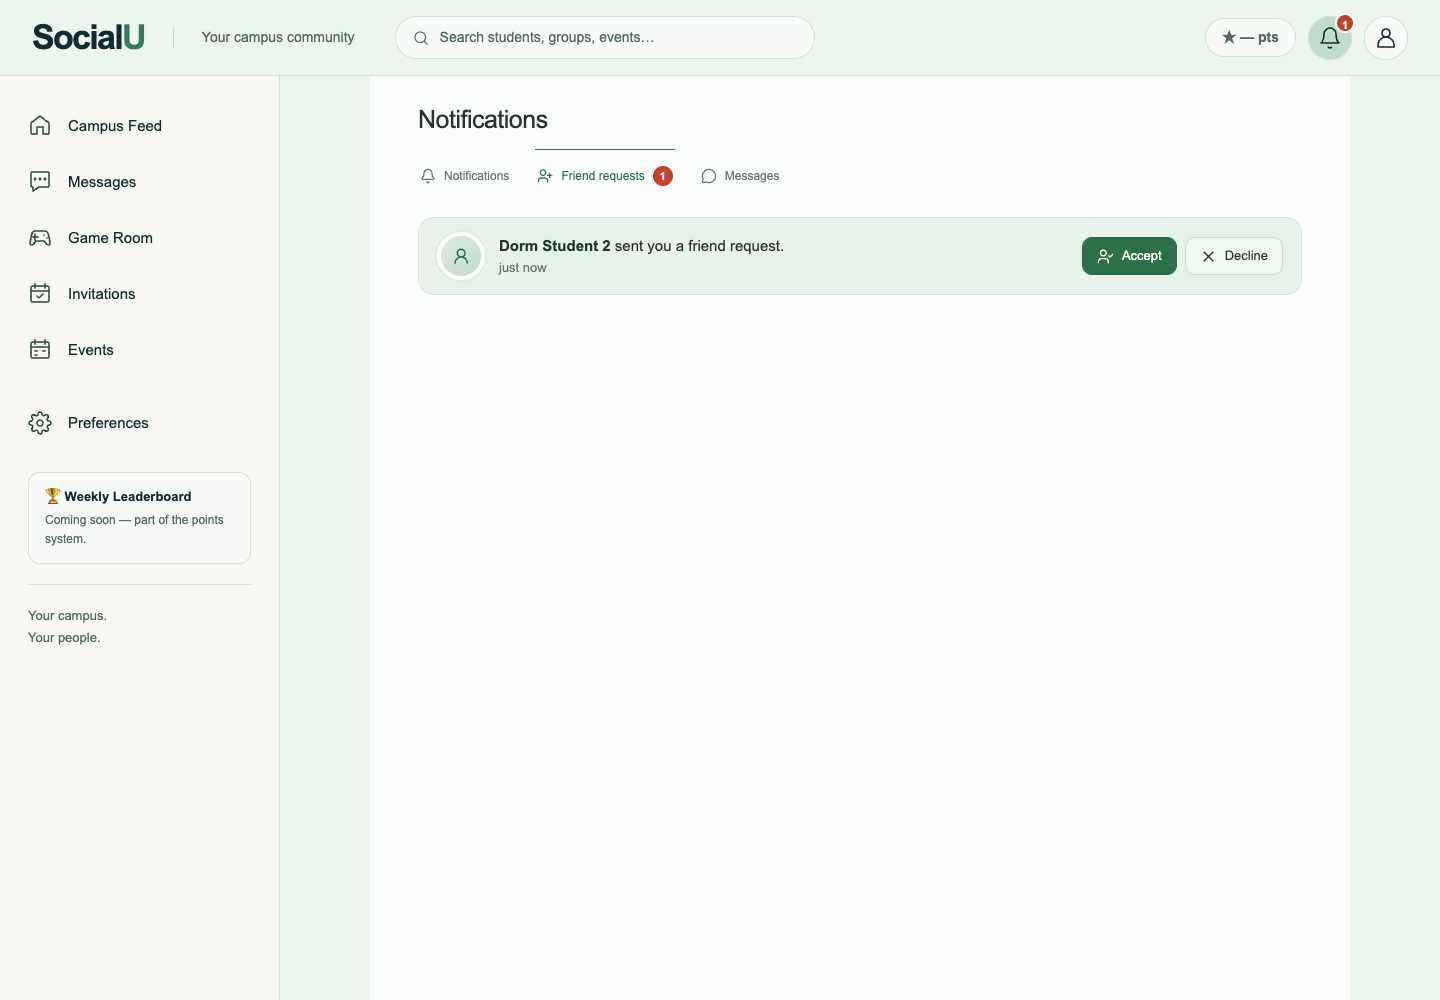 SocialU
Your campus community
Search students, groups, events…
★ — pts
1
Campus Feed
Messages
Game Room
Invitations
Events
Preferences
🏆 Weekly Leaderboard
Coming soon — part of the points
system.
Your campus.
Your people.
Notifications
Notifications
Friend requests 1
Messages
Dorm Student 2 sent you a friend request.
just now
Accept
Decline